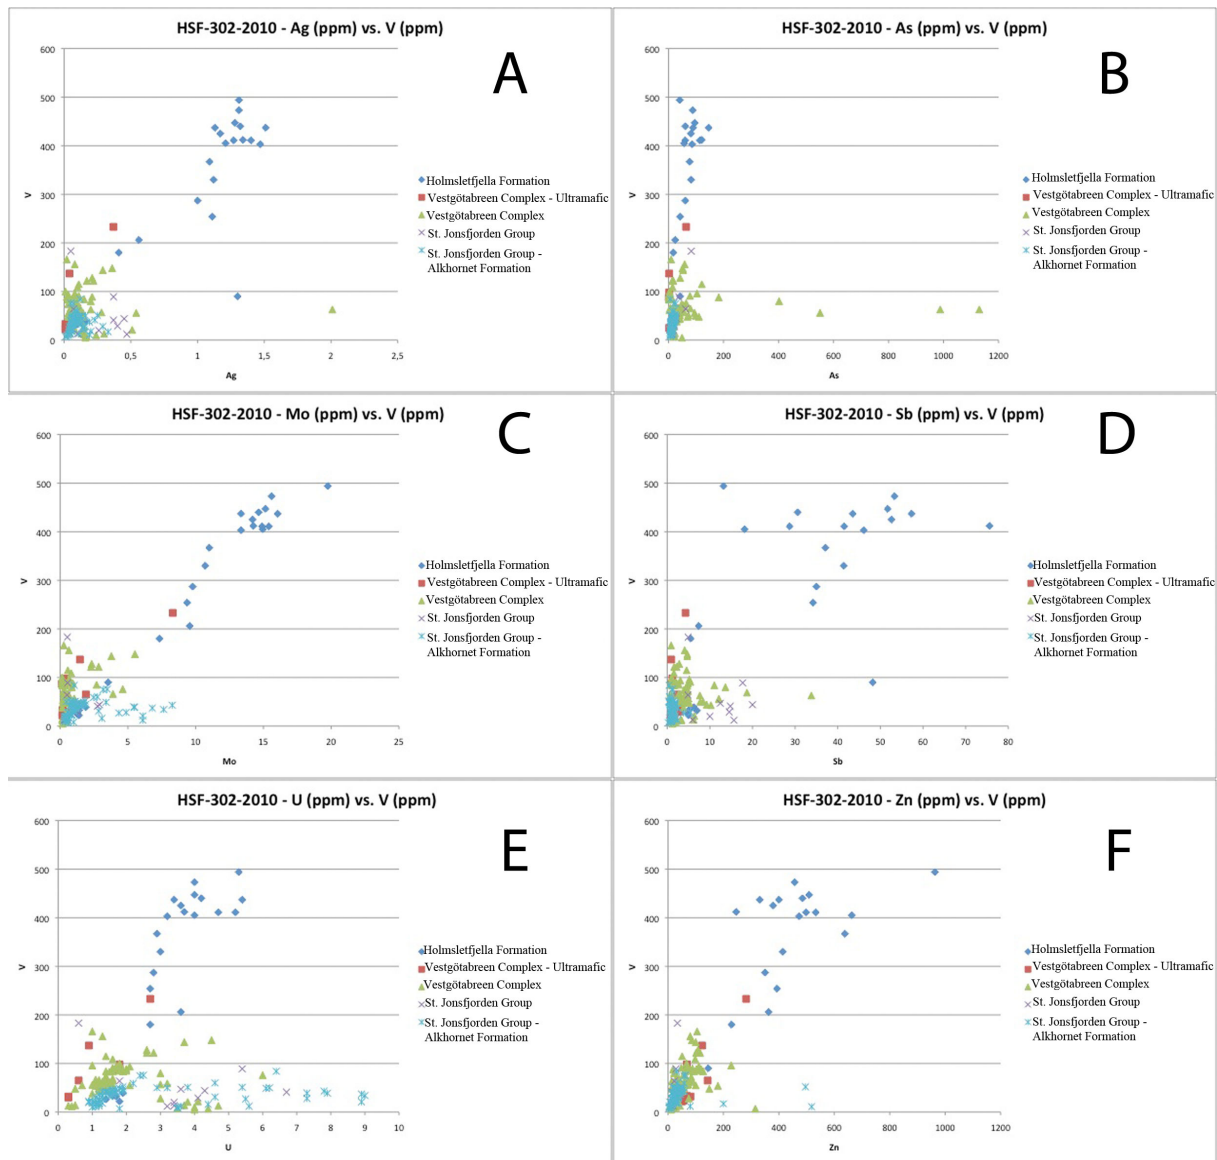 HSF-302-2010 - Ag (ppm) vs. V (ppm)
A
600
500
400
300
200
100
0
V
0
0,5
1
1,5
2
2,5
Ag
Holmsletfjella Formation
Vestgötabreen Complex - Ultramafic
Vestgötabreen Complex
St. Jonsfjorden Group
St. Jonsfjorden Group -
Alkhornet Formation
HSF-302-2010 - As (ppm) vs. V (ppm)
B
600
500
400
300
200
100
0
V
0
200
400
600
800
1000
1200
As
Holmsletfjella Formation
Vestgötabreen Complex - Ultramafic
Vestgötabreen Complex
St. Jonsfjorden Group
St. Jonsfjorden Group -
Alkhornet Formation
HSF-302-2010 - Mo (ppm) vs. V (ppm)
C
600
500
400
300
200
100
0
V
0
5
10
15
20
25
Mo
Holmsletfjella Formation
Vestgötabreen Complex - Ultramafic
Vestgötabreen Complex
St. Jonsfjorden Group
St. Jonsfjorden Group -
Alkhornet Formation
HSF-302-2010 - Sb (ppm) vs. V (ppm)
D
600
500
400
300
200
100
0
V
0
10
20
30
40
50
60
70
80
Sb
Holmsletfjella Formation
Vestgötabreen Complex - Ultramafic
Vestgötabreen Complex
St. Jonsfjorden Group
St. Jonsfjorden Group -
Alkhornet Formation
HSF-302-2010 - U (ppm) vs. V (ppm)
E
600
500
400
300
200
100
0
V
0
1
2
3
4
5
6
7
8
9
10
U
Holmsletfjella Formation
Vestgötabreen Complex - Ultramafic
Vestgötabreen Complex
St. Jonsfjorden Group
St. Jonsfjorden Group -
Alkhornet Formation
HSF-302-2010 - Zn (ppm) vs. V (ppm)
F
600
500
400
300
200
100
0
V
0
200
400
600
800
1000
1200
Zn
Holmsletfjella Formation
Vestgötabreen Complex - Ultramafic
Vestgötabreen Complex
St. Jonsfjorden Group
St. Jonsfjorden Group -
Alkhornet Formation